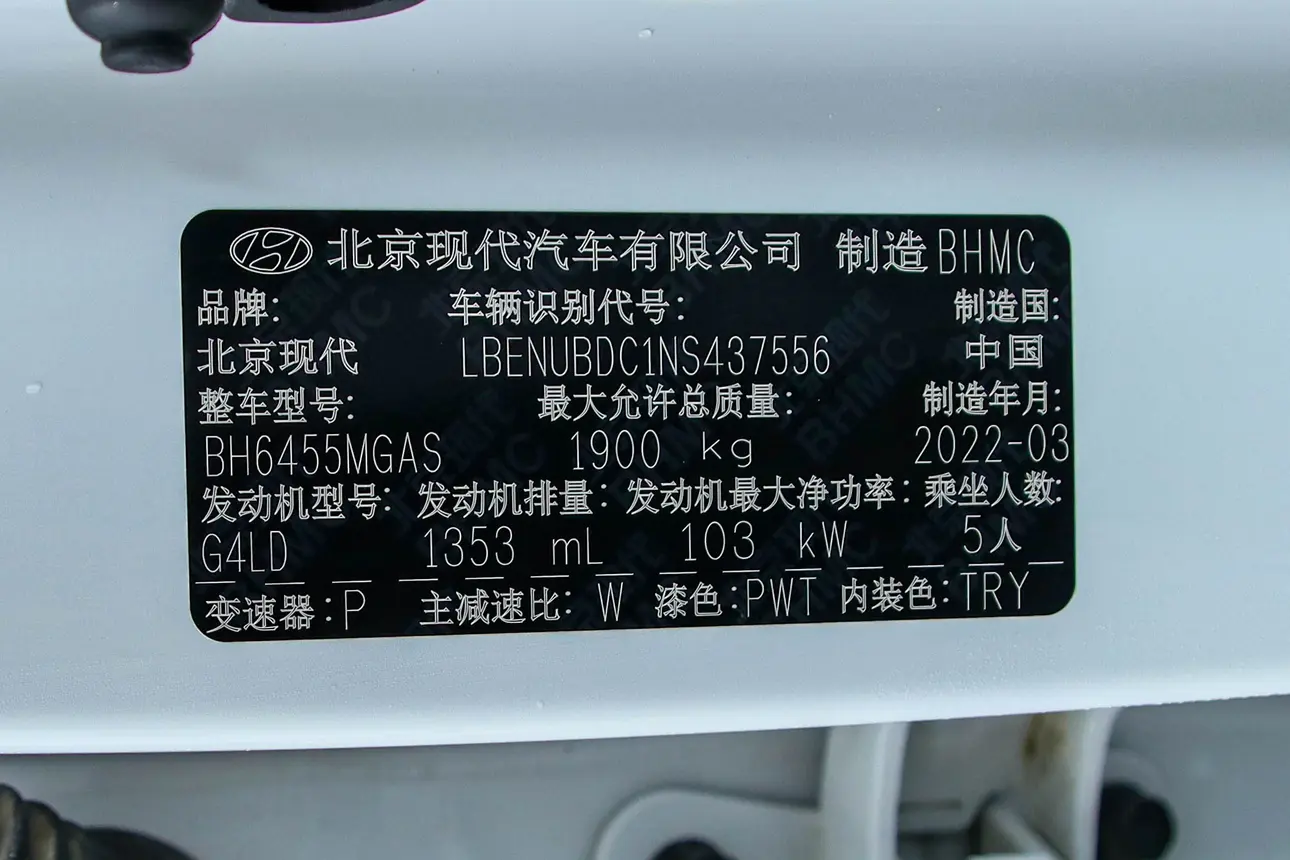 北京现代汽车有限公司 制造 BHMC
品牌: 车辆识别代号: 制造国:
北京现代 LBENUBDC1NS437556 中国
整车型号: 最大允许总质量: 制造年月:
BH6455MGAS 1900 kg 2022-03
发动机型号: 发动机排量: 发动机最大净功率: 乘坐人数:
G4LD 1353 mL 103 kW 5人
变速器:P 主减速比: W 漆色:PWT 内装色:TRY